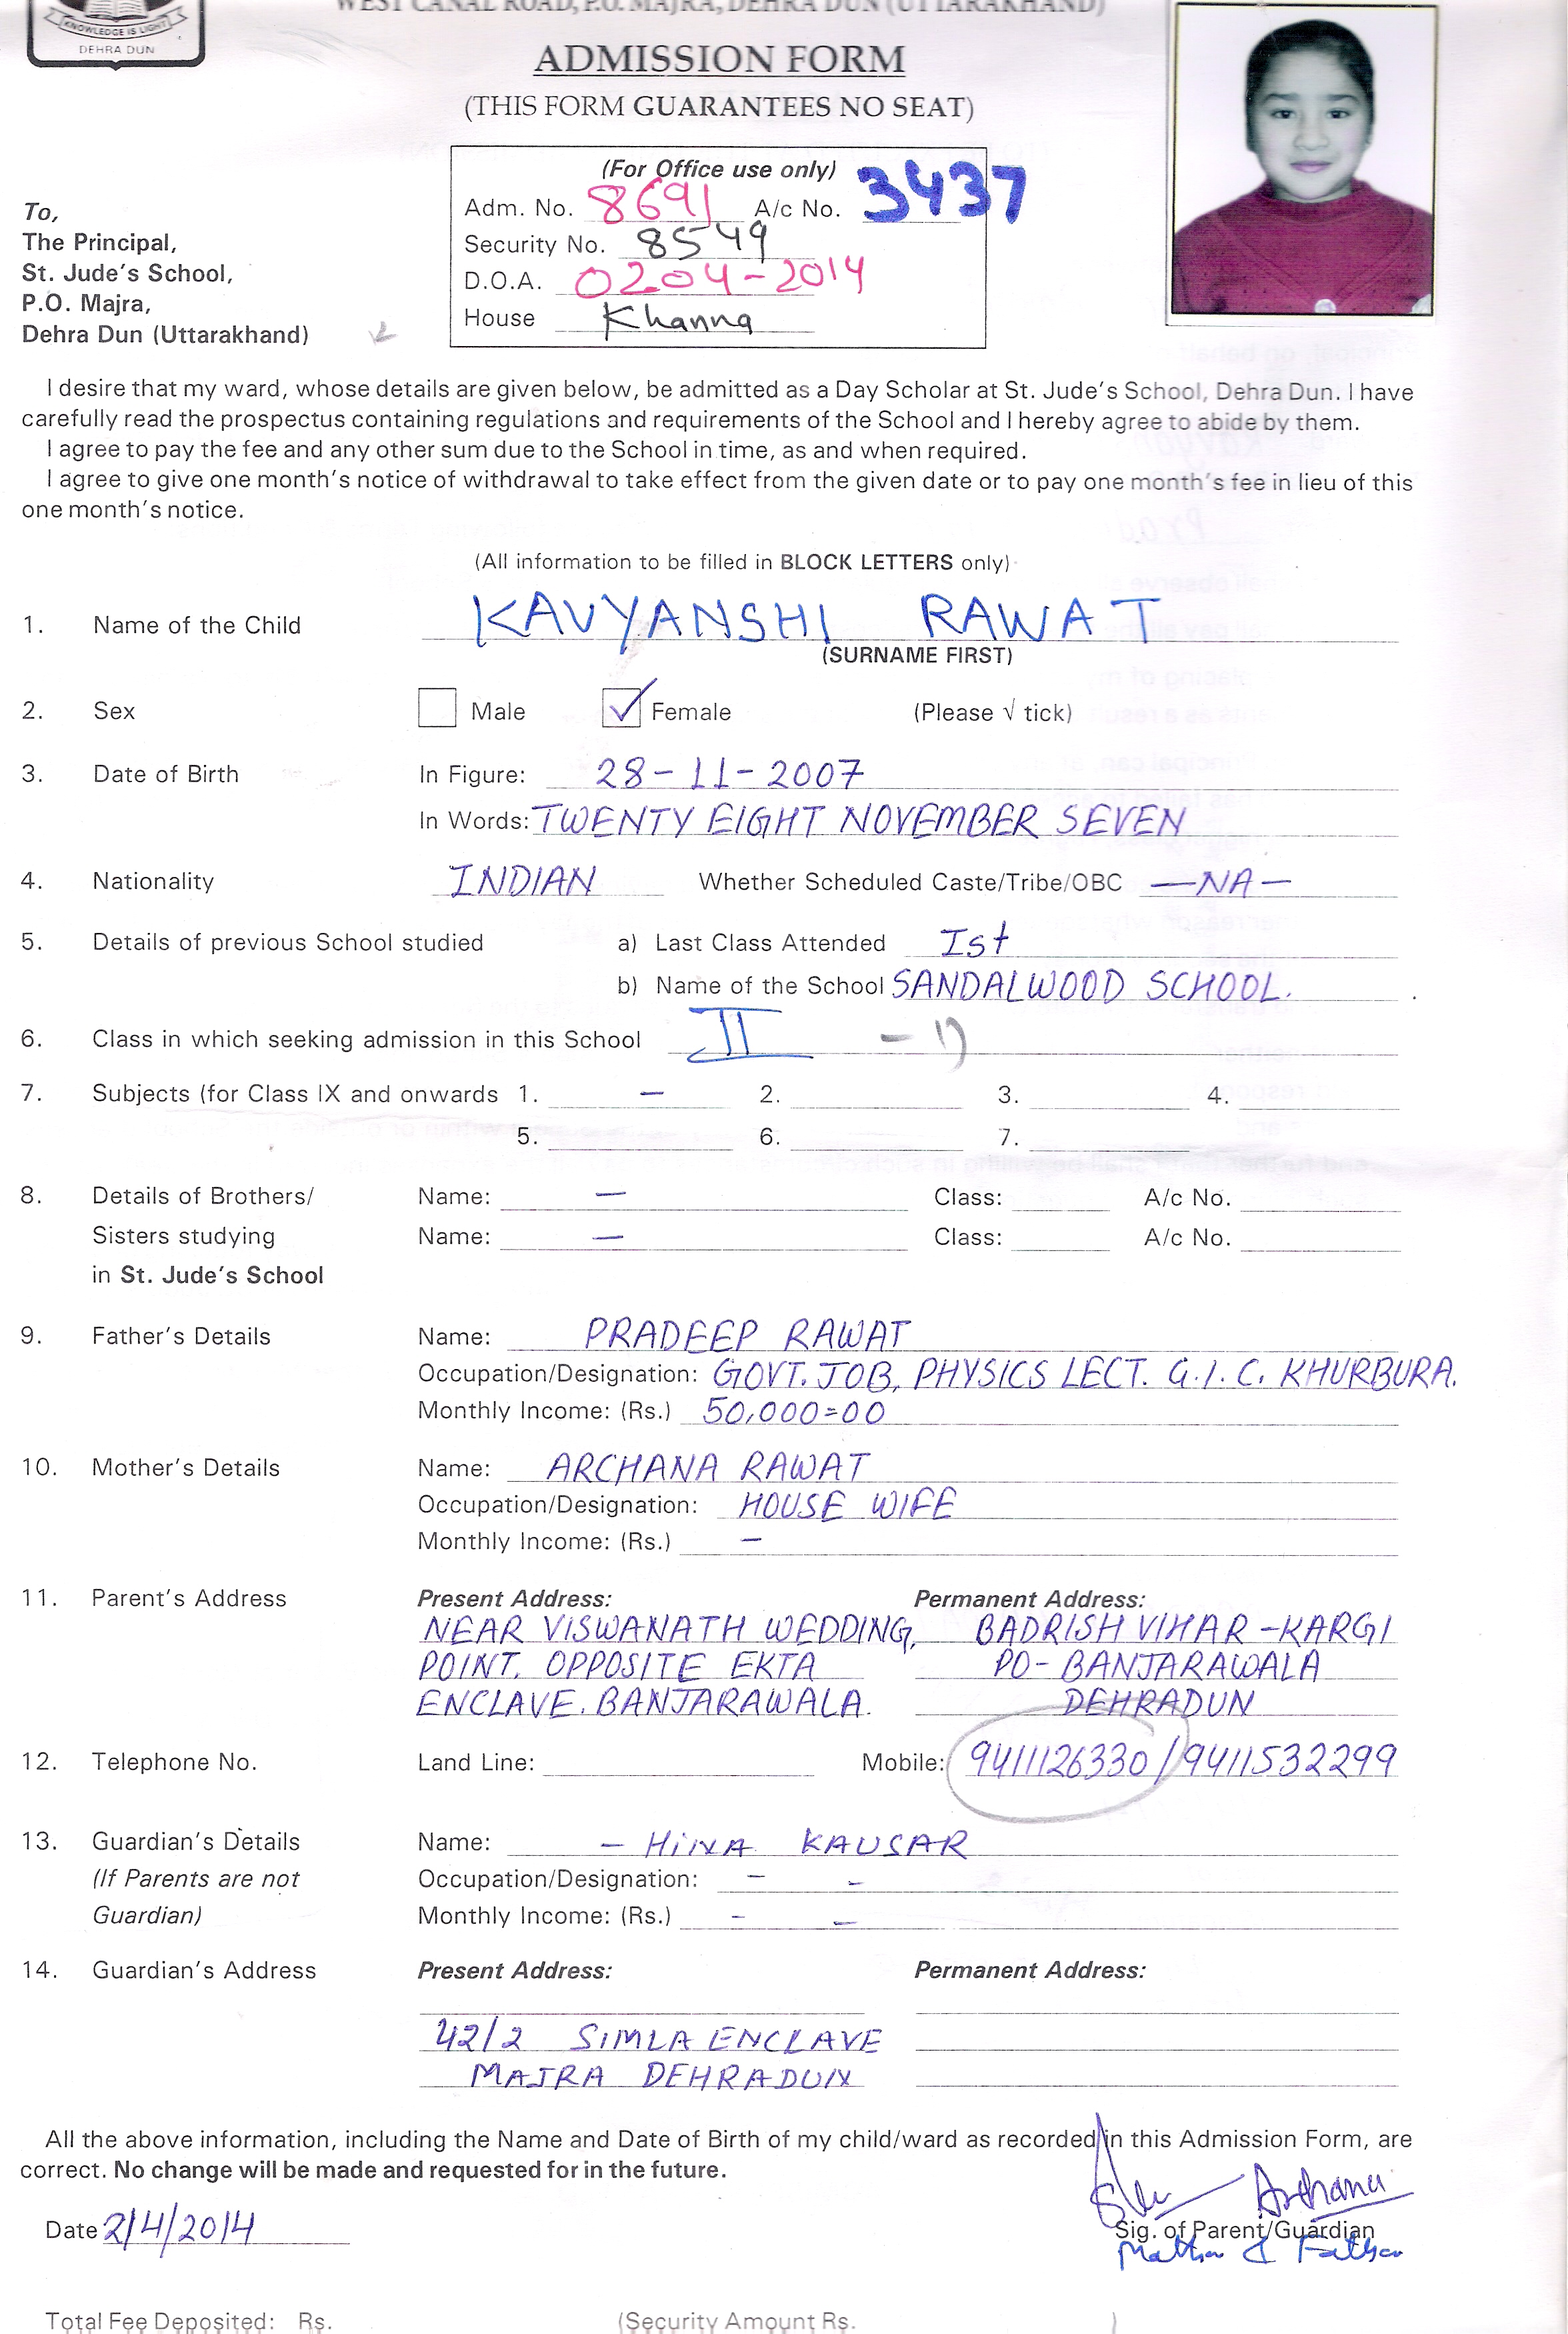 WEST CANAL ROAD, P.O. MAJRA, DEHRA DUN (UTTARAKHAND)
KNOWLEDGE IS LIGHT
DEHRA DUN
ADMISSION FORM
(THIS FORM GUARANTEES NO SEAT)
(For Office use only)
Adm. No. 8691 A/c No. 3437
Security No. 8549
D.O.A. 0204-2014
House Khanna
To,
The Principal,
St. Jude's School,
P.O. Majra,
Dehra Dun (Uttarakhand)
I desire that my ward, whose details are given below, be admitted as a Day Scholar at St. Jude's School, Dehra Dun. I have
carefully read the prospectus containing regulations and requirements of the School and I hereby agree to abide by them.
I agree to pay the fee and any other sum due to the School in time, as and when required.
I agree to give one month's notice of withdrawal to take effect from the given date or to pay one month's fee in lieu of this
one month's notice.
(All information to be filled in BLOCK LETTERS only)
1. Name of the Child KAVYANSHI RAWAT
(SURNAME FIRST)
2. Sex Male Female (Please √ tick)
3. Date of Birth In Figure: 28-11-2007
In Words: TWENTY EIGHT NOVEMBER SEVEN
4. Nationality INDIAN Whether Scheduled Caste/Tribe/OBC —NA—
5. Details of previous School studied a) Last Class Attended Ist
b) Name of the School SANDALWOOD SCHOOL.
6. Class in which seeking admission in this School II
7. Subjects (for Class IX and onwards 1. — 2. 3. 4.
5. 6. 7.
8. Details of Brothers/ Name: — Class: A/c No.
Sisters studying Name: — Class: A/c No.
in St. Jude's School
9. Father's Details Name: PRADEEP RAWAT
Occupation/Designation: GOVT. JOB, PHYSICS LECT. G.I.C. KHURBURA.
Monthly Income: (Rs.) 50,000=00
10. Mother's Details Name: ARCHANA RAWAT
Occupation/Designation: HOUSE WIFE
Monthly Income: (Rs.) —
11. Parent's Address Present Address: Permanent Address:
NEAR VISWANATH WEDDING, BADRISH VIHAR -KARGI
POINT. OPPOSITE EKTA PO- BANJARAWALA
ENCLAVE. BANJARAWALA. DEHRADUN
12. Telephone No. Land Line: Mobile: 9411126330/9411532299
13. Guardian's Details Name: — HINA KAUSAR
(If Parents are not Occupation/Designation: — -
Guardian) Monthly Income: (Rs.) - -
14. Guardian's Address Present Address: Permanent Address:
42/2 SIMLA ENCLAVE
MAJRA DEHRADUN
All the above information, including the Name and Date of Birth of my child/ward as recorded in this Admission Form, are
correct. No change will be made and requested for in the future.
Archana
Date 2/4/2014 Sig. of Parent/Guardian
Mother & Father
Total Fee Deposited: Rs. (Security Amount Rs. )